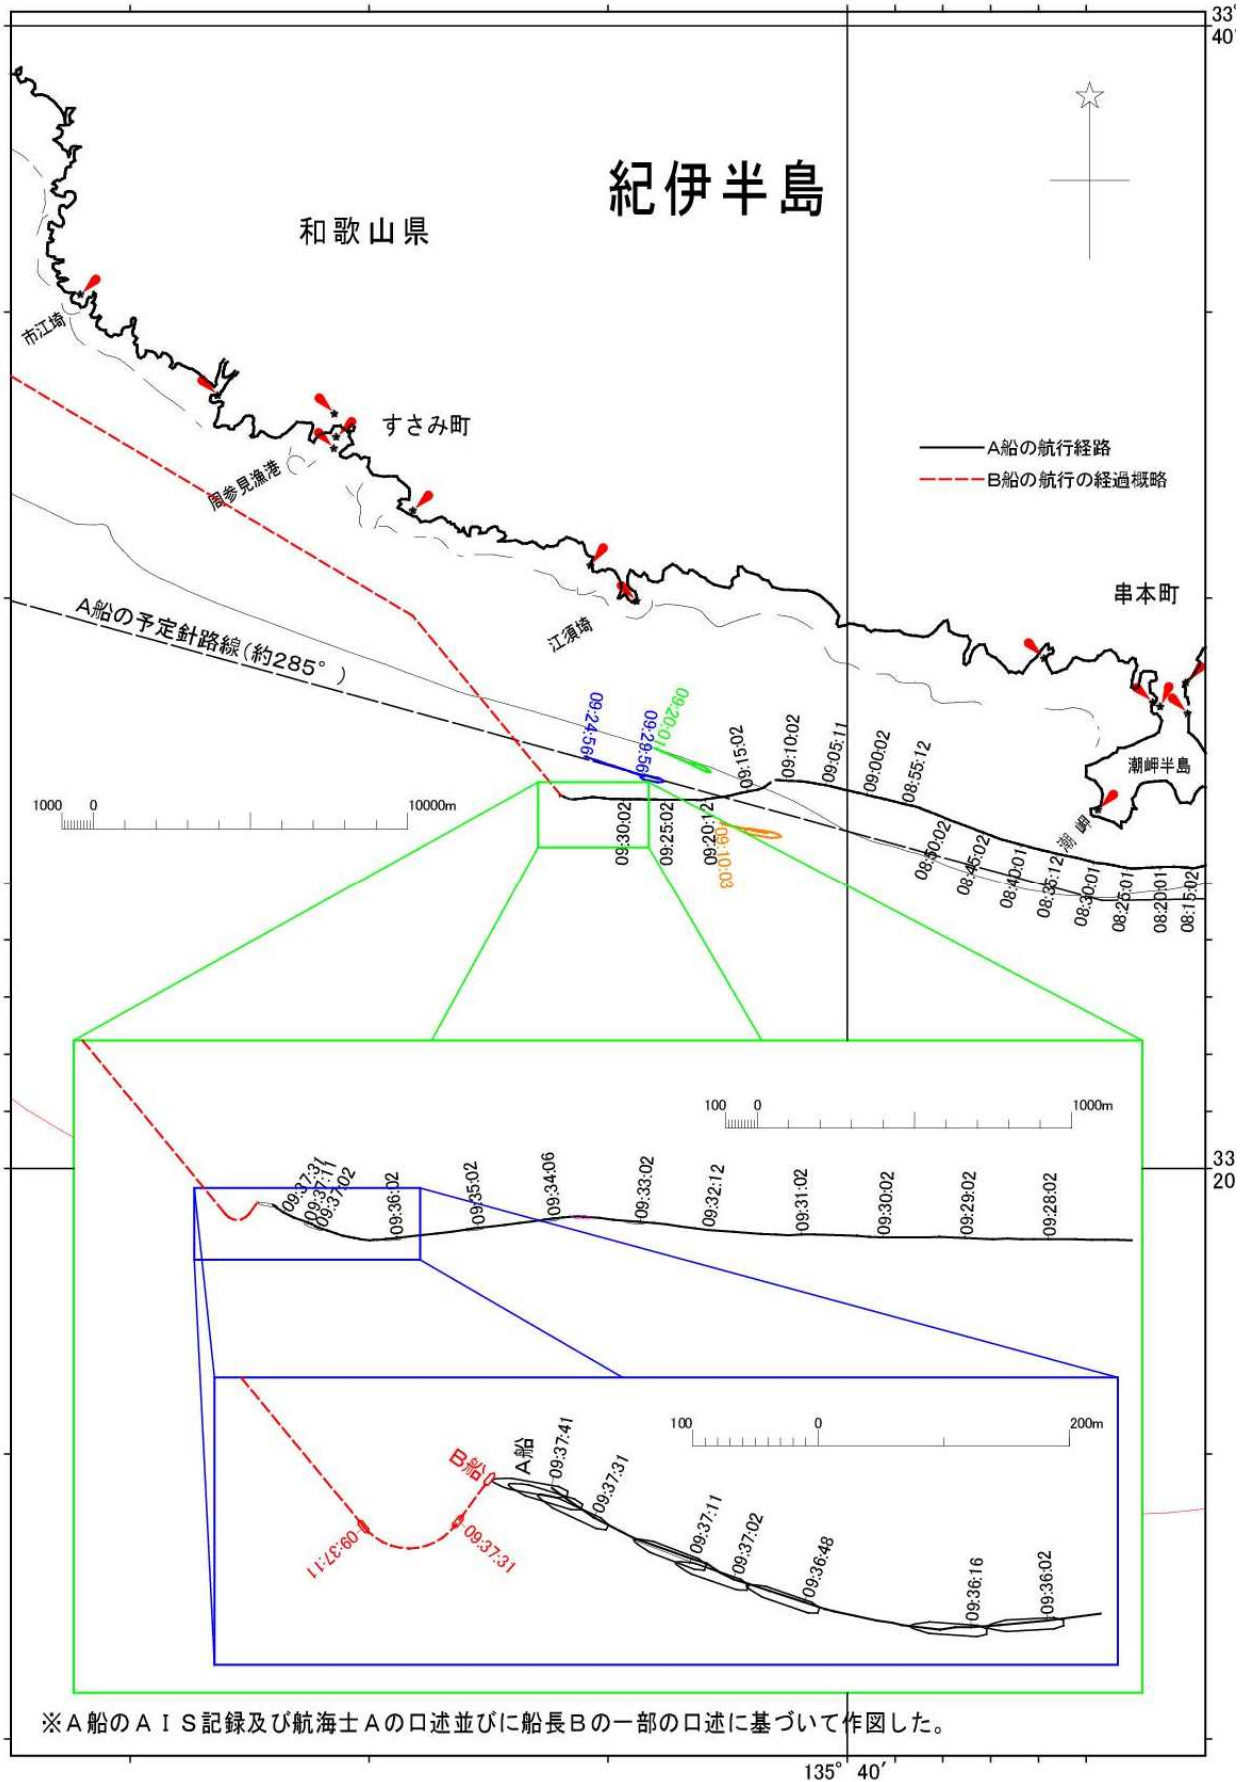 33°
40′
紀伊半島
和歌山県
市江埼
すさみ町
周参見漁港
A船の航行経路
B船の航行の経過概略
串本町
A船の予定針路線(約285°)
江須埼
09:24:56
09:29:56
09:20:01
09:15:02
09:10:02
09:05:11
09:00:02
08:55:12
潮岬半島
潮岬
1000 0 10000m
09:30:02
09:25:02
09:20:12
09:10:03
08:50:02
08:45:02
08:40:01
08:35:12
08:30:01
08:25:01
08:20:01
08:15:02
100 0 1000m
33
20
09:37:31
09:37:11
09:37:02
09:36:02
09:35:02
09:34:06
09:33:02
09:32:12
09:31:02
09:30:02
09:29:02
09:28:02
100 0 200m
B船
A船
09:37:41
09:37:31
09:37:11
09:37:02
09:36:48
09:36:16
09:36:02
09:37:11
09:37:31
※A船のAIS記録及び航海士Aの口述並びに船長Bの一部の口述に基づいて作図した。
135° 40′